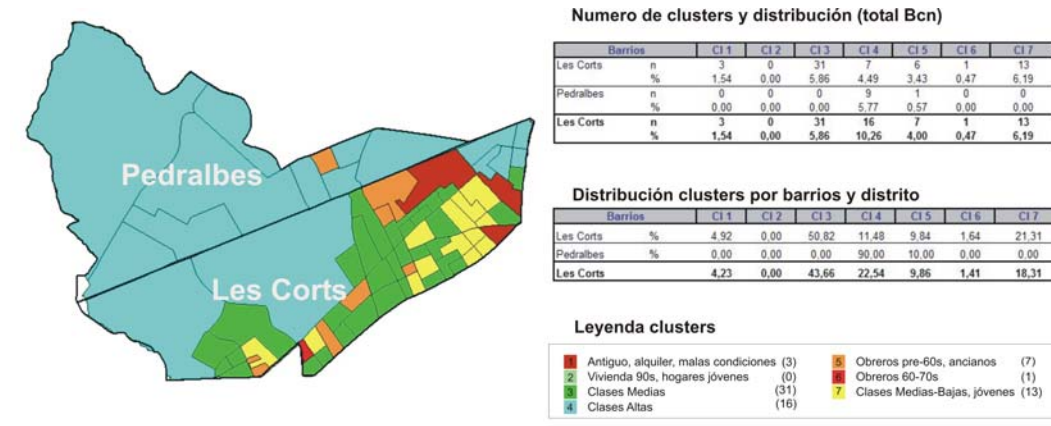 Numero de clusters y distribución (total Bcn)
Barrios Cl 1 Cl 2 Cl 3 Cl 4 Cl 5 Cl 6 Cl 7
Les Corts n 3 0 31 7 6 1 13
% 1,54 0,00 5,86 4,49 3,43 0,47 6,19
Pedralbes n 0 0 0 9 1 0 0
% 0,00 0,00 0,00 5,77 0,57 0,00 0,00
Les Corts n 3 0 31 16 7 1 13
% 1,54 0,00 5,86 10,26 4,00 0,47 6,19
Pedralbes
Les Corts
Distribución clusters por barrios y distrito
Barrios Cl 1 Cl 2 Cl 3 Cl 4 Cl 5 Cl 6 Cl 7
Les Corts % 4,92 0,00 50,82 11,48 9,84 1,64 21,31
Pedralbes % 0,00 0,00 0,00 90,00 10,00 0,00 0,00
Les Corts 4,23 0,00 43,66 22,54 9,86 1,41 18,31
Leyenda clusters
1 Antiguo, alquiler, malas condiciones (3)
2 Vivienda 90s, hogares jóvenes (0)
3 Clases Medias (31)
4 Clases Altas (16)
5 Obreros pre-60s, ancianos (7)
6 Obreros 60-70s (1)
7 Clases Medias-Bajas, jóvenes (13)